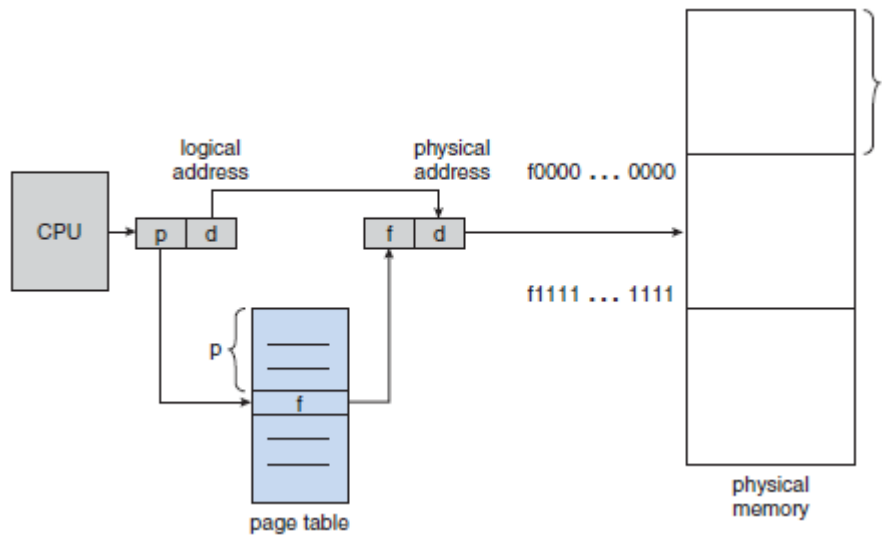 logical
address
physical
address
f0000 ... 0000
CPU
p
d
f
d
f1111 ... 1111
p
f
page table
physical
memory